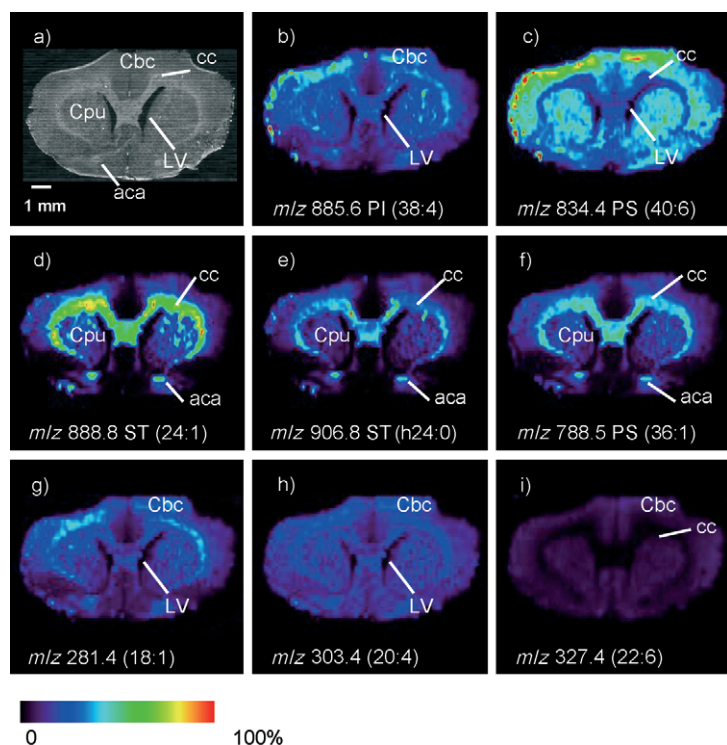 a)
Cbc
cc
Cpu
LV
aca
1 mm
b)
LV
m/z 885.6 PI (38:4)
c)
cc
LV
m/z 834.4 PS (40:6)
d)
cc
Cpu
aca
m/z 888.8 ST (24:1)
e)
cc
Cpu
aca
m/z 906.8 ST (h24:0)
f)
cc
aca
m/z 788.5 PS (36:1)
g)
Cbc
LV
m/z 281.4 (18:1)
h)
Cbc
LV
m/z 303.4 (20:4)
i)
Cbc
cc
m/z 327.4 (22:6)
0 100%